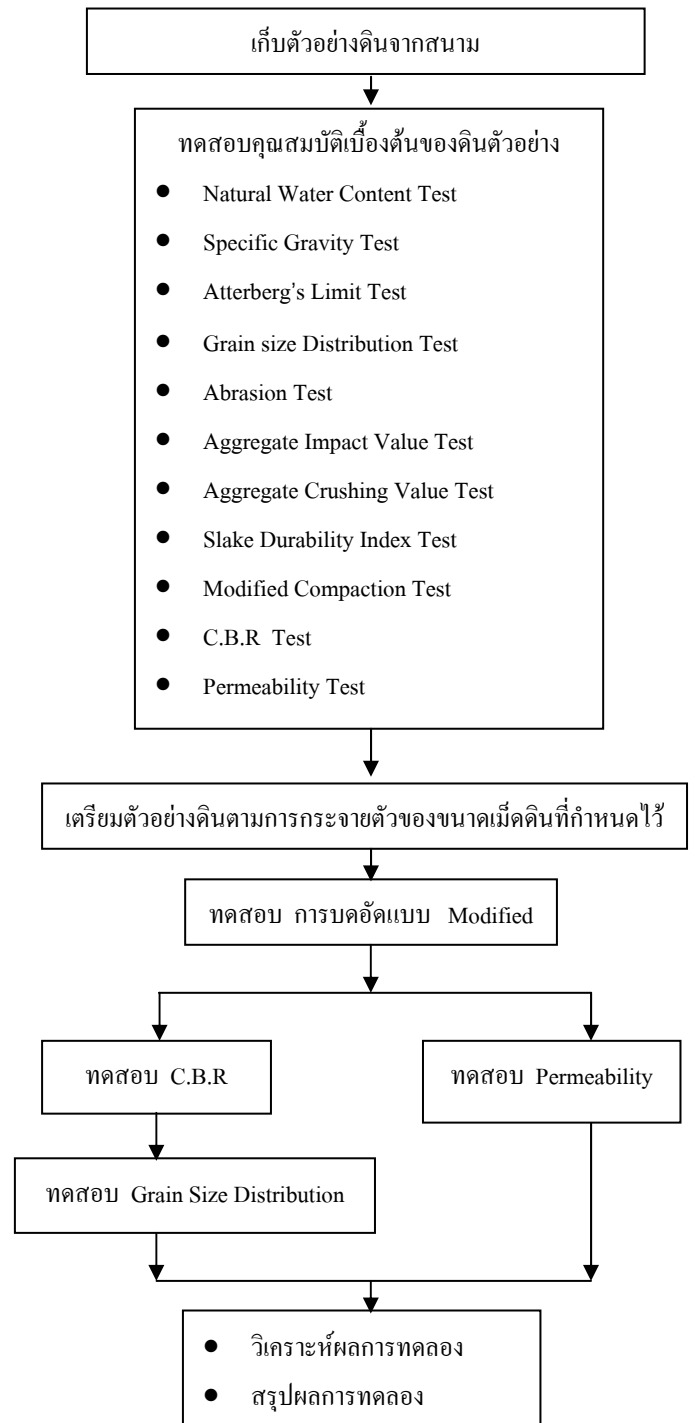 เก็บตัวอย่างดินจากสนาม
ทดสอบคุณสมบัติเบื้องต้นของดินตัวอย่าง
● Natural Water Content Test
● Specific Gravity Test
● Atterberg's Limit Test
● Grain size Distribution Test
● Abrasion Test
● Aggregate Impact Value Test
● Aggregate Crushing Value Test
● Slake Durability Index Test
● Modified Compaction Test
● C.B.R Test
● Permeability Test
เตรียมตัวอย่างดินตามการกระจายตัวของขนาดเม็ดดินที่กำหนดไว้
ทดสอบ การบดอัดแบบ Modified
ทดสอบ C.B.R
ทดสอบ Permeability
ทดสอบ Grain Size Distribution
● วิเคราะห์ผลการทดลอง
● สรุปผลการทดลอง